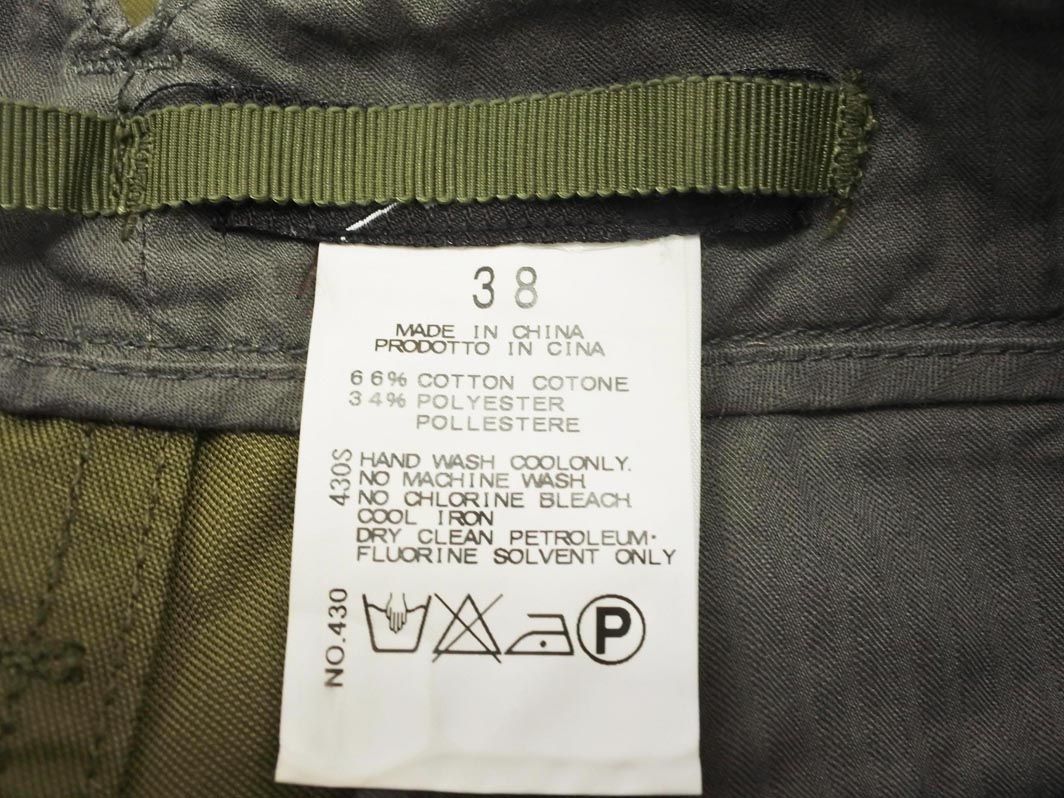 38
MADE IN CHINA
PRODOTTO IN CINA
66% COTTON COTONE
34% POLYESTER
POLLESTERE
430S
HAND WASH COOLONLY.
NO MACHINE WASH
NO CHLORINE BLEACH
COOL IRON
DRY CLEAN PETROLEUM·
FLUORINE SOLVENT ONLY
NO.430
P